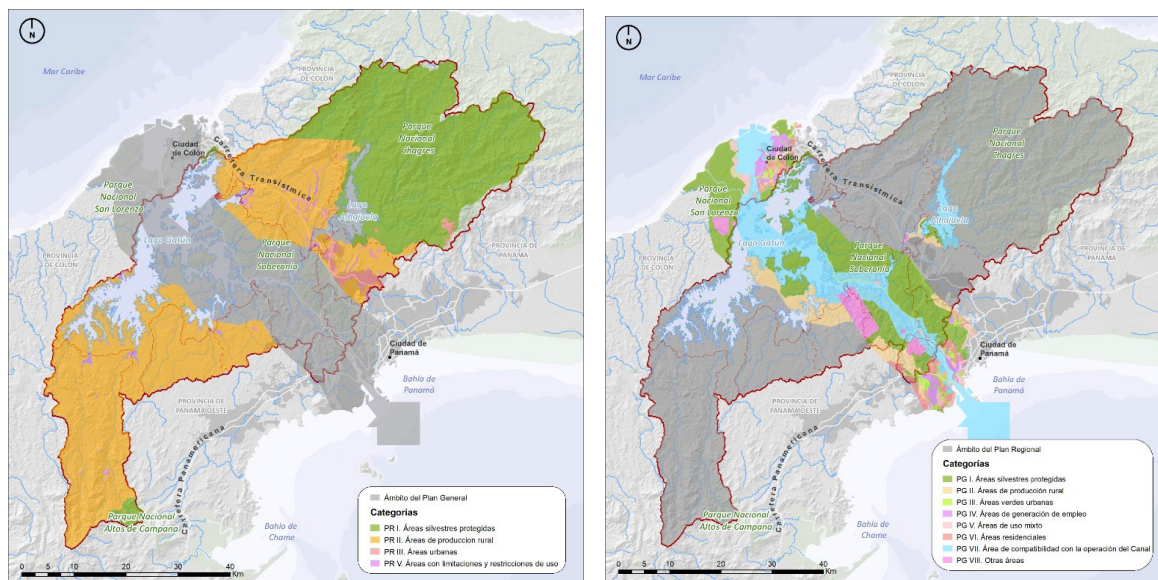 N
Mar Caribe
PROVINCIA
DE COLÓN
Ciudad
de Colón
Carretera Transístmica
Parque
Nacional
Chagres
Parque
Nacional
San Lorenzo
Lago
Alhajuela
Lago Gatún
PROVINCIA
DE COLÓN
Parque
Nacional
Soberanía
PROVINCIA DE
PANAMÁ
Ciudad de
Panamá
Bahía de
Panamá
PROVINCIA DE
PANAMÁ OESTE
Carretera Panamericana
Parque Nacional
Altos de Campana
Bahía de
Chame
Ámbito del Plan General
Categorías
PR I. Áreas silvestres protegidas
PR II. Áreas de produccion rural
PR III. Áreas urbanas
PR V. Áreas con limitaciones y restricciones de uso
0 5 10 20 30 40
Km
N
Mar Caribe
PROVINCIA
DE COLÓN
Ciudad
de Colón
Carretera Transístmica
Parque
Nacional
Chagres
Parque
Nacional
San Lorenzo
Lago
Alhajuela
Lago Gatún
PROVINCIA
DE COLÓN
Parque
Nacional
Soberanía
PROVINCIA DE
PANAMÁ
Ciudad de
Panamá
Bahía de
Panamá
PROVINCIA DE
PANAMÁ OESTE
Carretera Panamericana
Parque Nacional
Altos de Campana
Bahía de
Chame
Ámbito del Plan Regional
Categorías
PG I. Áreas silvestres protegidas
PG II. Áreas de producción rural
PG III. Áreas verdes urbanas
PG IV. Áreas de generación de empleo
PG V. Áreas de uso mixto
PG VI. Áreas residenciales
PG VII. Área de compatibilidad con la operación del Canal
PG VIII. Otras áreas
0 5 10 20 30 40
Km